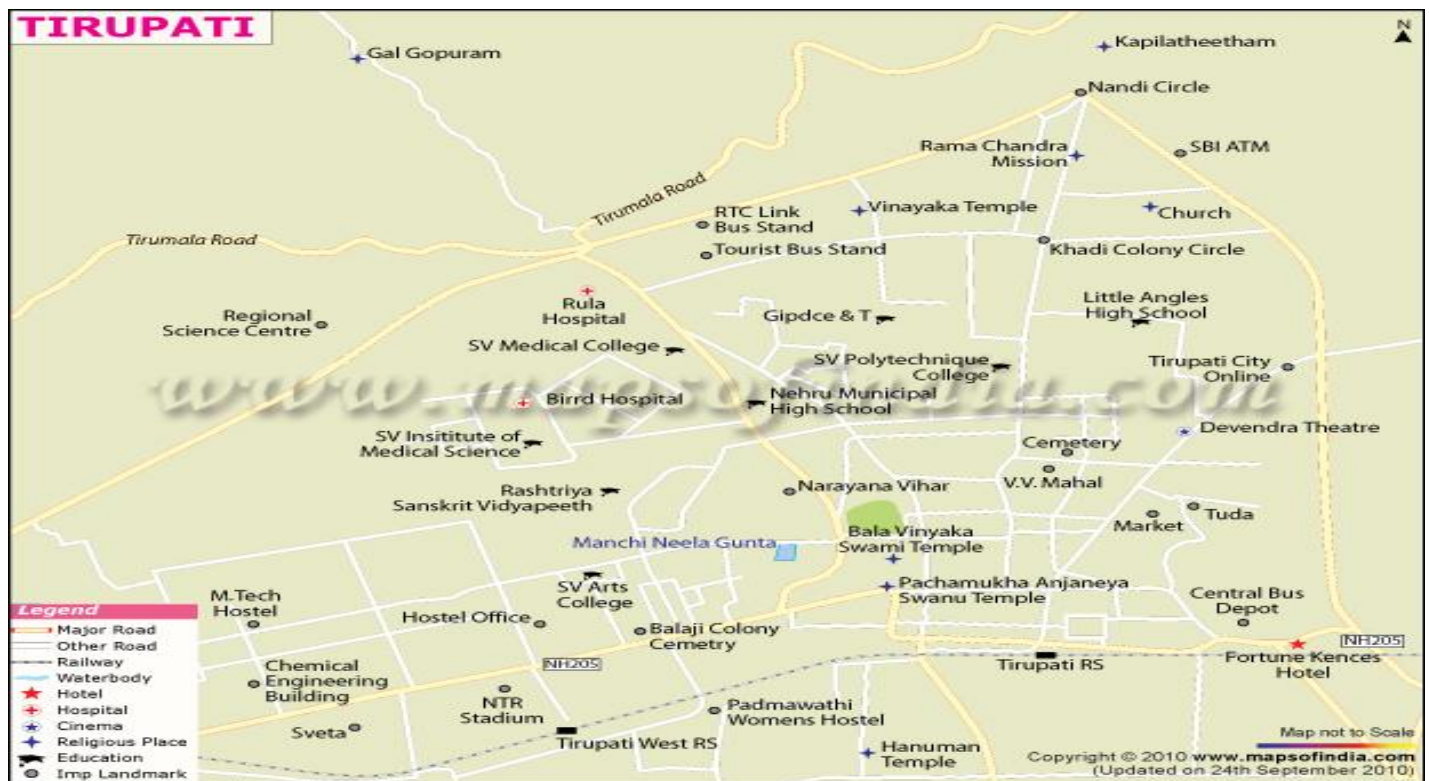 TIRUPATI
N
Gal Gopuram
Kapilatheetham
Nandi Circle
Rama Chandra
Mission
SBI ATM
Tirumala Road
RTC Link
Bus Stand
Vinayaka Temple
Church
Tirumala Road
Tourist Bus Stand
Khadi Colony Circle
Rula
Hospital
Regional
Science Centre
Gipdce & T
Little Angles
High School
SV Medical College
SV Polytechnique
College
Tirupati City
Online
www.mapsofindia.com
Birrd Hospital
Nehru Municipal
High School
SV Insititute of
Medical Science
Cemetery
Devendra Theatre
Rashtriya
Sanskrit Vidyapeeth
Narayana Vihar
V.V. Mahal
Market
Tuda
Manchi Neela Gunta
Bala Vinyaka
Swami Temple
SV Arts
College
Pachamukha Anjaneya
Swanu Temple
M.Tech
Hostel
Hostel Office
Balaji Colony
Cemetry
Central Bus
Depot
NH205
NH205
Tirupati RS
Fortune Kences
Hotel
Chemical
Engineering
Building
NTR
Stadium
Padmawathi
Womens Hostel
Sveta
Tirupati West RS
Hanuman
Temple
Legend
Major Road
Other Road
Railway
Waterbody
Hotel
Hospital
Cinema
Religious Place
Education
Imp Landmark
Map not to Scale
Copyright © 2010 www.mapsofindia.com
(Updated on 24th September 2010)